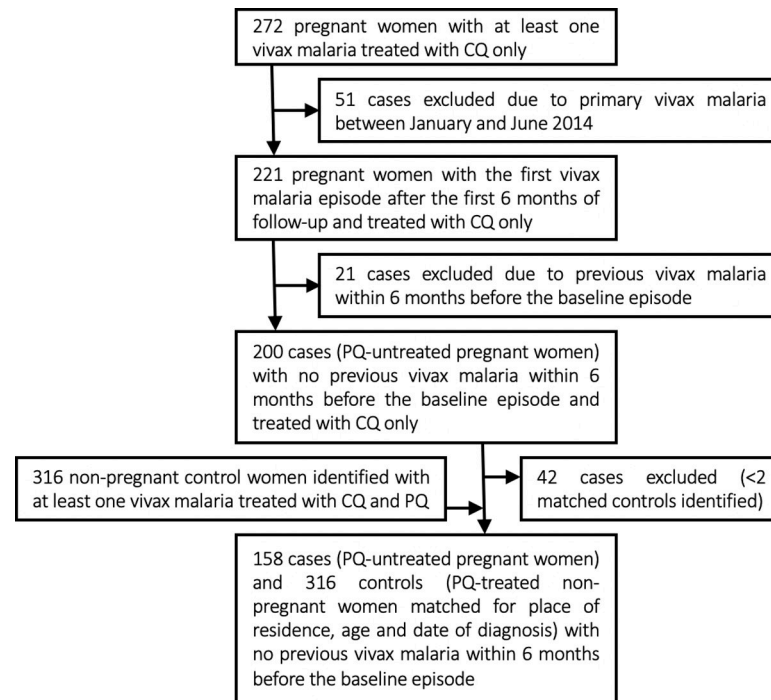 272 pregnant women with at least one
vivax malaria treated with CQ only
51 cases excluded due to primary vivax malaria
between January and June 2014
221 pregnant women with the first vivax
malaria episode after the first 6 months of
follow-up and treated with CQ only
21 cases excluded due to previous vivax malaria
within 6 months before the baseline episode
200 cases (PQ-untreated pregnant women)
with no previous vivax malaria within 6
months before the baseline episode and
treated with CQ only
316 non-pregnant control women identified with
at least one vivax malaria treated with CQ and PQ
42 cases excluded (<2
matched controls identified)
158 cases (PQ-untreated pregnant women)
and 316 controls (PQ-treated non-
pregnant women matched for place of
residence, age and date of diagnosis) with
no previous vivax malaria within 6 months
before the baseline episode